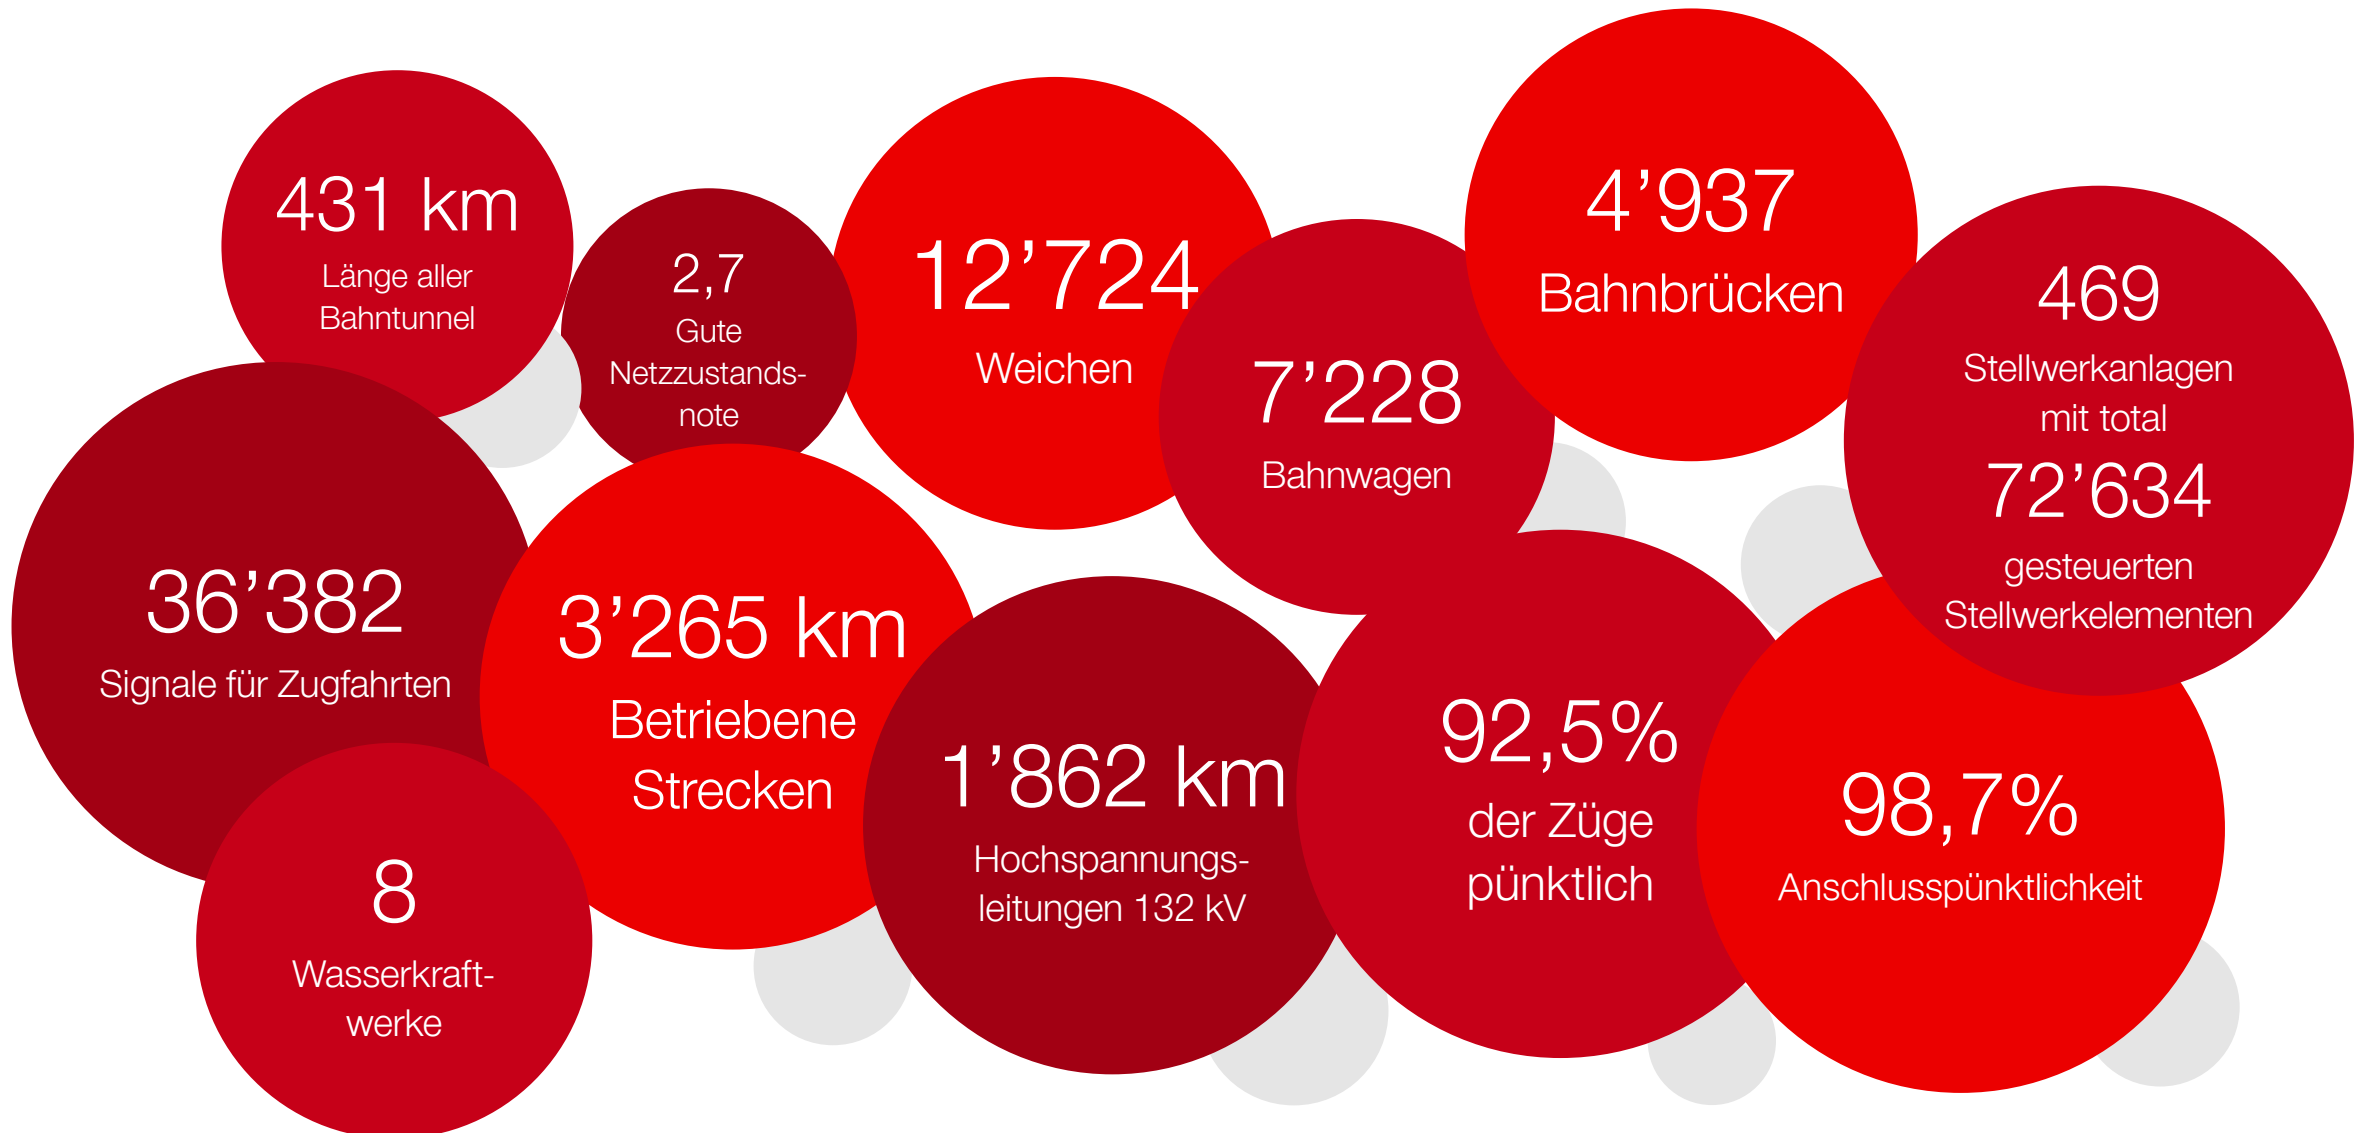 431 km
Länge aller
Bahntunnel
2,7
Gute
Netzzustands-
note
12’724
Weichen
7’228
Bahnwagen
4’937
Bahnbrücken
469
Stellwerkanlagen
mit total
72’634
gesteuerten
Stellwerkelementen
36’382
Signale für Zugfahrten
3’265 km
Betriebene
Strecken
1’862 km
Hochspannungs-
leitungen 132 kV
92,5%
der Züge
pünktlich
98,7%
Anschlusspünktlichkeit
8
Wasserkraft-
werke